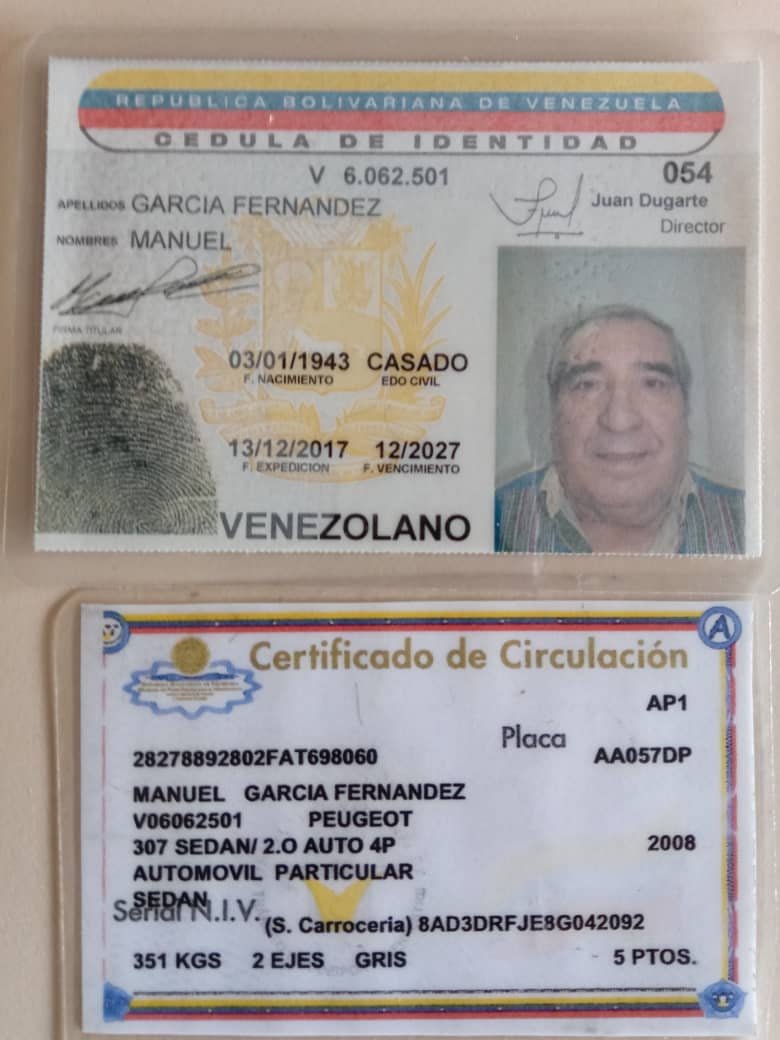 REPUBLICA BOLIVARIANA DE VENEZUELA
CEDULA DE IDENTIDAD
V 6.062.501
054
APELLIDOS GARCIA FERNANDEZ
Juan Dugarte
Director
NOMBRES MANUEL
FIRMA TITULAR
03/01/1943 CASADO
F. NACIMIENTO EDO CIVIL
13/12/2017 12/2027
F. EXPEDICION F. VENCIMIENTO
VENEZOLANO
A
Certificado de Circulación
AP1
Placa
28278892802FAT698060 AA057DP
MANUEL GARCIA FERNANDEZ
V06062501 PEUGEOT
307 SEDAN/ 2.O AUTO 4P 2008
AUTOMOVIL PARTICULAR
SEDAN
Serial N.I.V. (S. Carroceria) 8AD3DRFJE8G042092
351 KGS 2 EJES GRIS 5 PTOS.